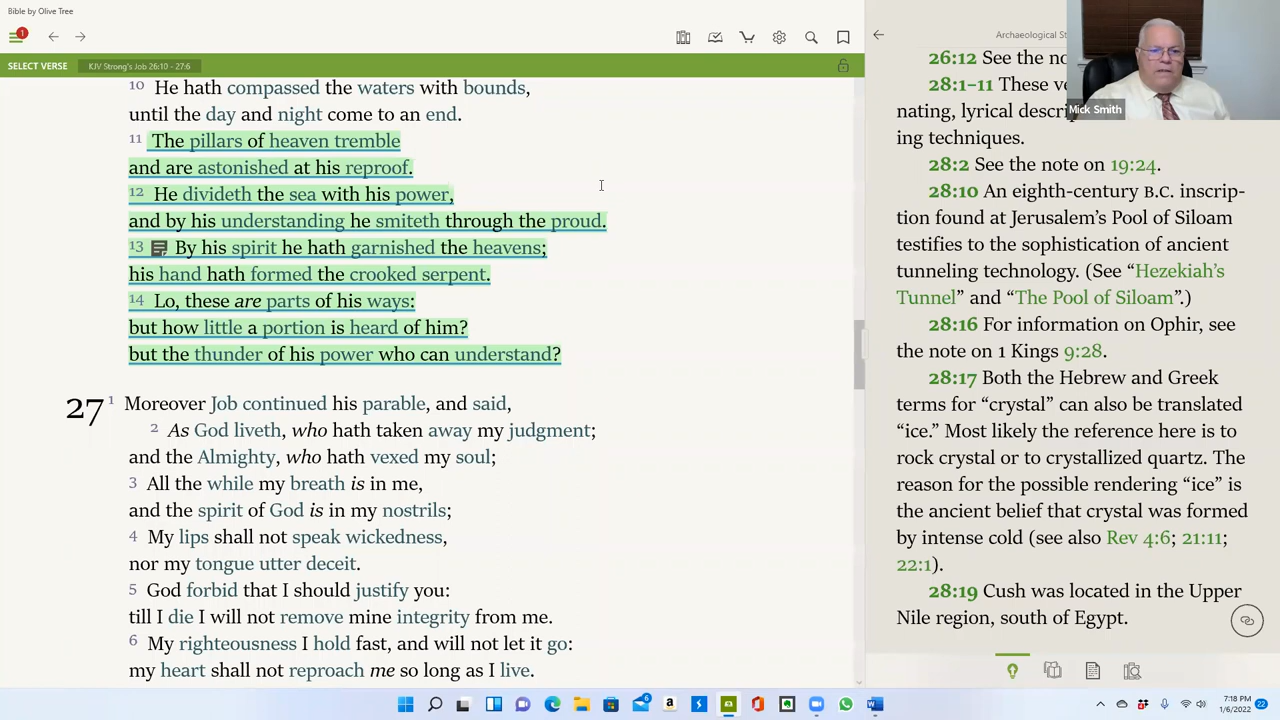 Bible by Olive Tree
1
SELECT VERSE
KJV Strong's Job 26:10 - 27:6
10 He hath compassed the waters with bounds,
until the day and night come to an end.
11 The pillars of heaven tremble
and are astonished at his reproof.
12 He divideth the sea with his power,
and by his understanding he smiteth through the proud.
13 By his spirit he hath garnished the heavens;
his hand hath formed the crooked serpent.
14 Lo, these are parts of his ways:
but how little a portion is heard of him?
but the thunder of his power who can understand?
27 1 Moreover Job continued his parable, and said,
2 As God liveth, who hath taken away my judgment;
and the Almighty, who hath vexed my soul;
3 All the while my breath is in me,
and the spirit of God is in my nostrils;
4 My lips shall not speak wickedness,
nor my tongue utter deceit.
5 God forbid that I should justify you:
till I die I will not remove mine integrity from me.
6 My righteousness I hold fast, and will not let it go:
my heart shall not reproach me so long as I live.
Archaeological St
26:12 See the no
28:1–11 These v
nating, lyrical descri
ing techniques.
28:2 See the note on 19:24.
28:10 An eighth-century B.C. inscrip-
tion found at Jerusalem's Pool of Siloam
testifies to the sophistication of ancient
tunneling technology. (See “Hezekiah's
Tunnel” and “The Pool of Siloam”.)
28:16 For information on Ophir, see
the note on 1 Kings 9:28.
28:17 Both the Hebrew and Greek
terms for “crystal” can also be translated
“ice.” Most likely the reference here is to
rock crystal or to crystallized quartz. The
reason for the possible rendering “ice” is
the ancient belief that crystal was formed
by intense cold (see also Rev 4:6; 21:11;
22:1).
28:19 Cush was located in the Upper
Nile region, south of Egypt.
Mick Smith
6
a
7:18 PM
1/6/2022
22